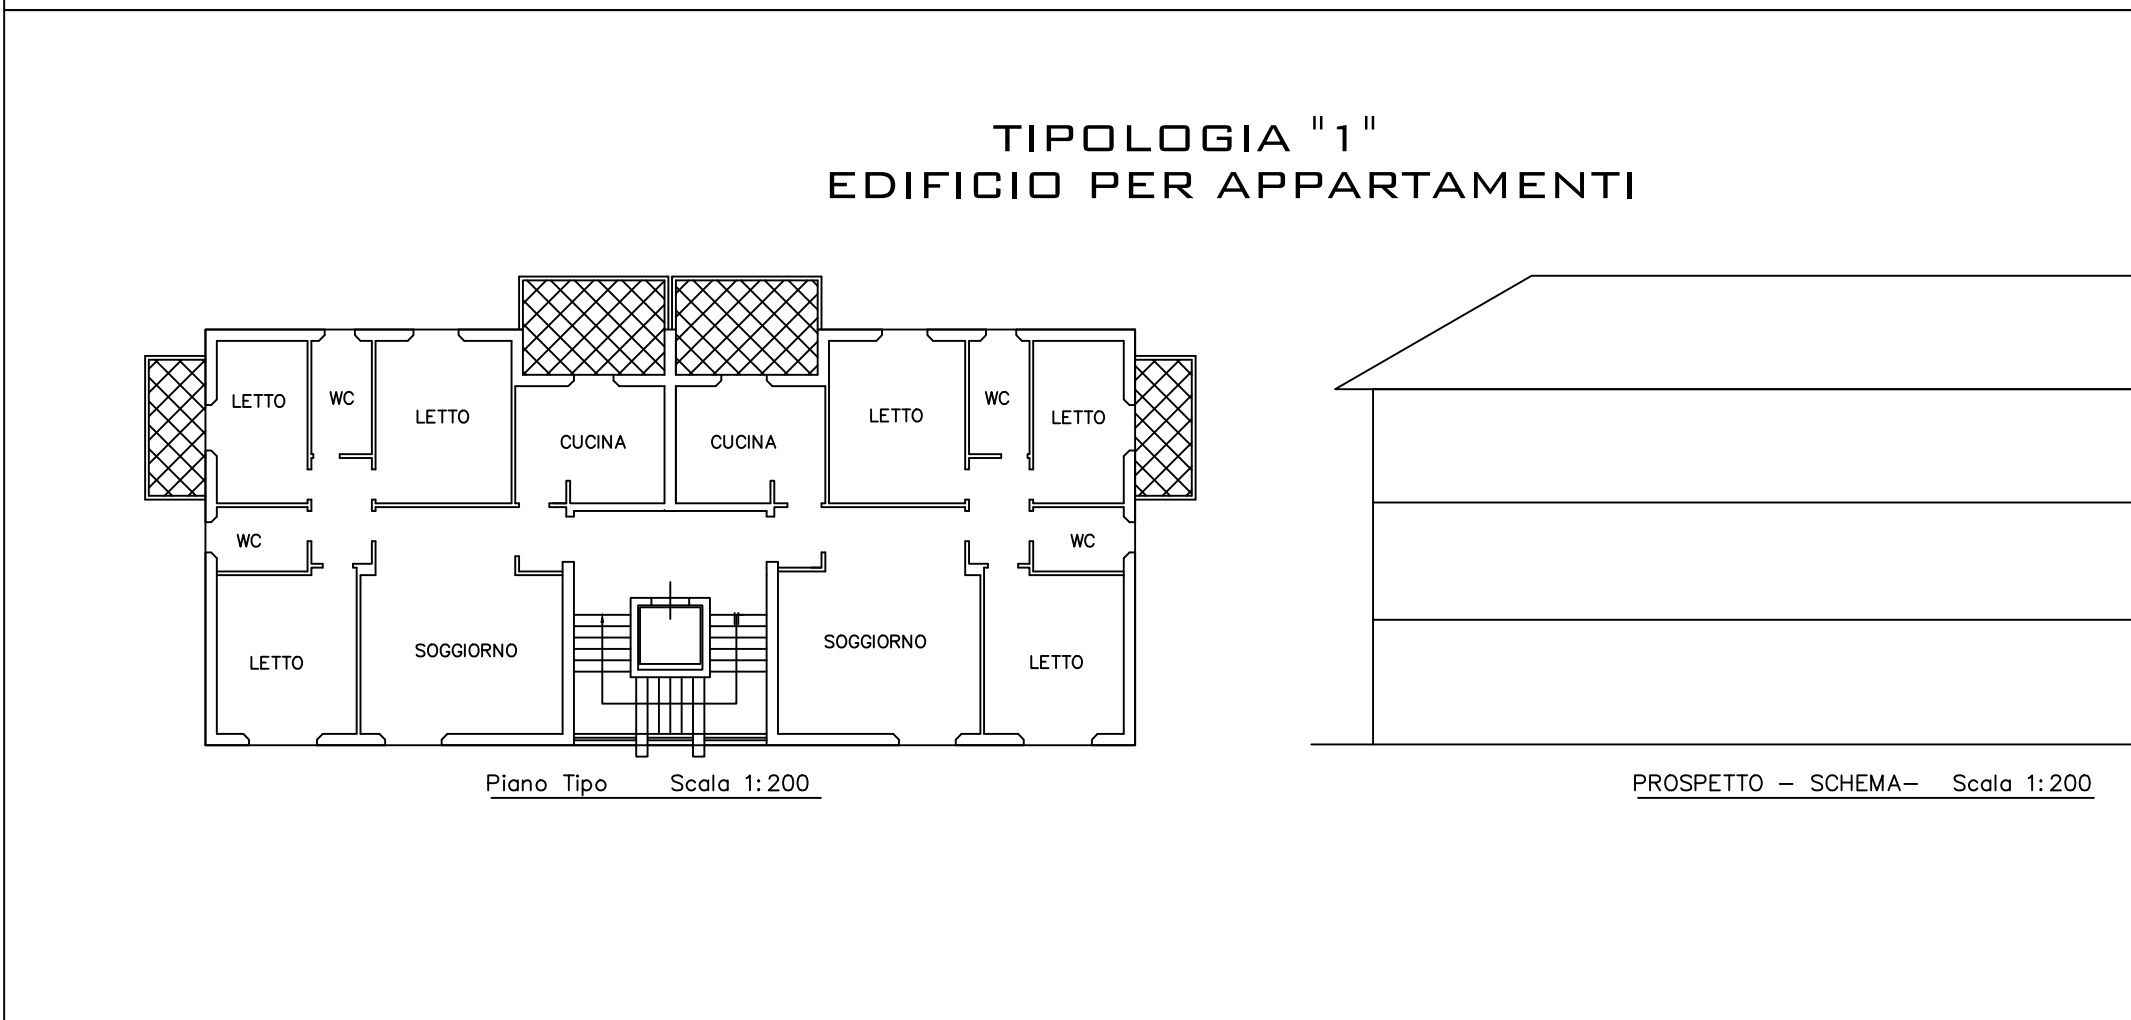 TIPOLOGIA "1"
EDIFICIO PER APPARTAMENTI
LETTO
WC
LETTO
CUCINA
CUCINA
LETTO
WC
LETTO
WC
WC
LETTO
SOGGIORNO
SOGGIORNO
LETTO
Piano Tipo Scala 1:200
PROSPETTO – SCHEMA– Scala 1:200